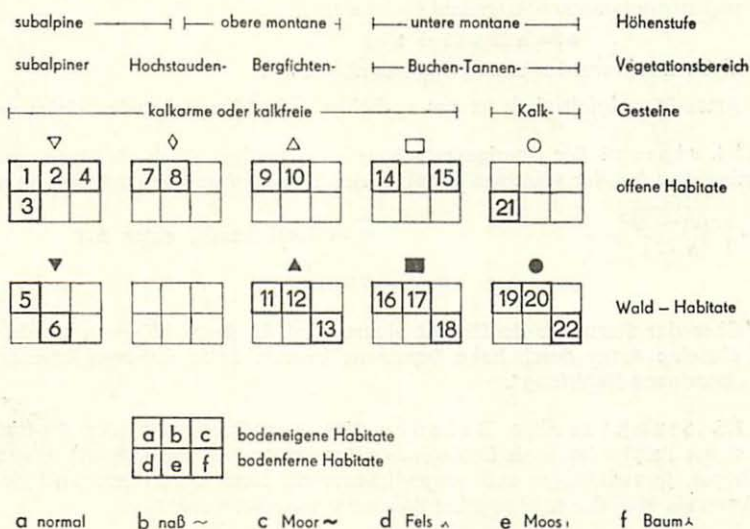 subalpine obere montane untere montane Höhenstufe
subalpiner Hochstauden- Bergfichten- Buchen-Tannen- Vegetationsbereich
kalkarme oder kalkfreie Kalk- Gesteine
1 2 4 7 8 9 10 14 15 offene Habitate
3 21
5 11 12 16 17 19 20 Wald – Habitate
6 13 18 22
a b c bodeneigene Habitate
d e f bodenferne Habitate
a normal b naß ~ c Moor ~ d Fels ^ e Moos ı f Baum ⅄